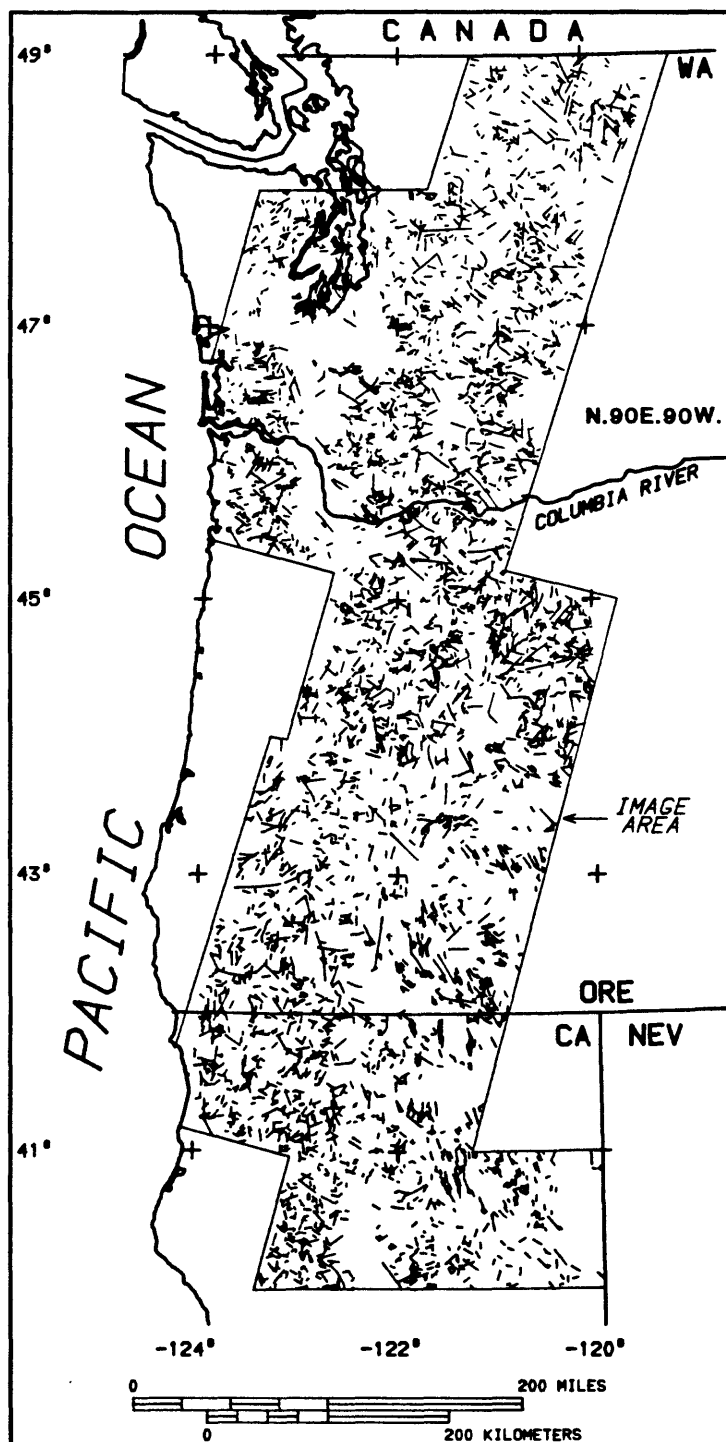 CANADA
49°
WA
47°
N.90E.90W.
OCEAN
COLUMBIA RIVER
45°
IMAGE
AREA
43°
PACIFIC
ORE
CA
NEV
41°
-124° -122° -120°
0 200 MILES
0 200 KILOMETERS